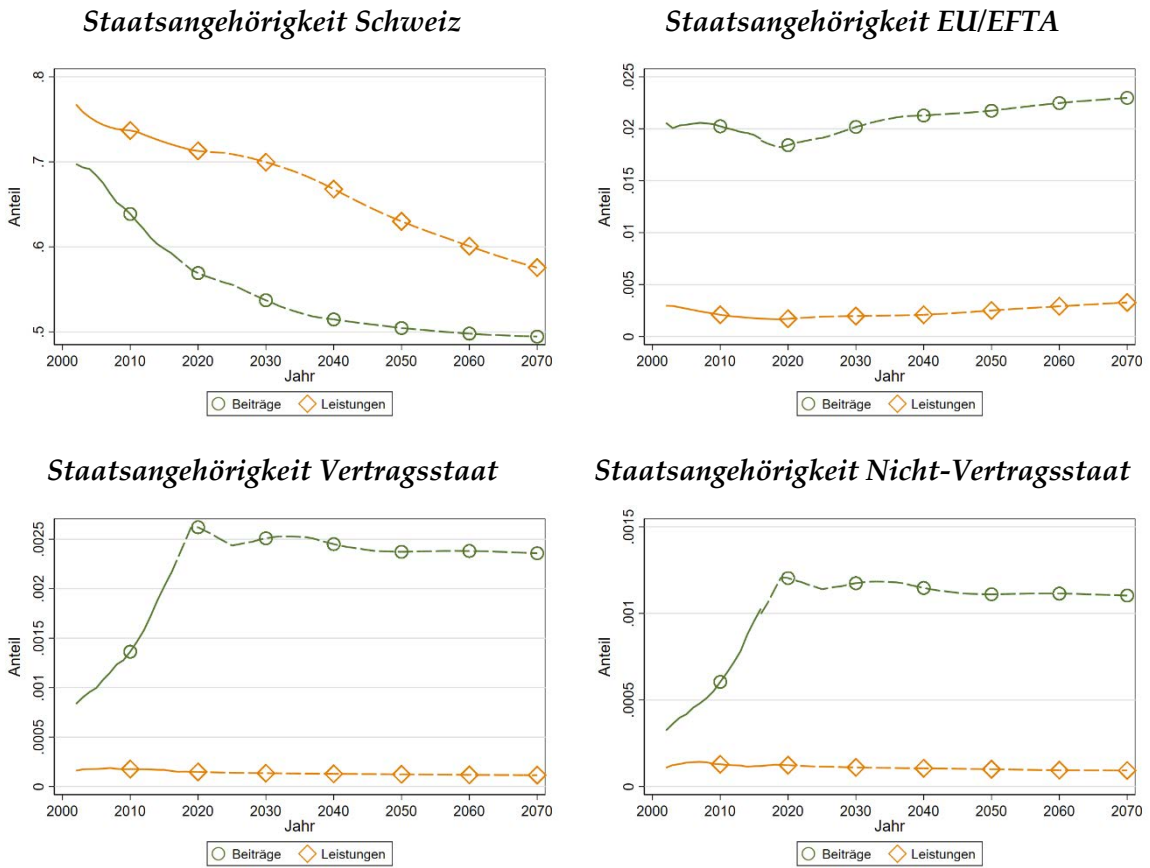 Staatsangehörigkeit Schweiz
Anteil
.8
.7
.6
.5
2000 2010 2020 2030 2040 2050 2060 2070
Jahr
Beiträge Leistungen
Staatsangehörigkeit EU/EFTA
Anteil
.025
.02
.015
.01
.005
0
2000 2010 2020 2030 2040 2050 2060 2070
Jahr
Beiträge Leistungen
Staatsangehörigkeit Vertragsstaat
Anteil
.0025
.002
.0015
.001
.0005
0
2000 2010 2020 2030 2040 2050 2060 2070
Jahr
Beiträge Leistungen
Staatsangehörigkeit Nicht-Vertragsstaat
Anteil
.0015
.001
.0005
0
2000 2010 2020 2030 2040 2050 2060 2070
Jahr
Beiträge Leistungen